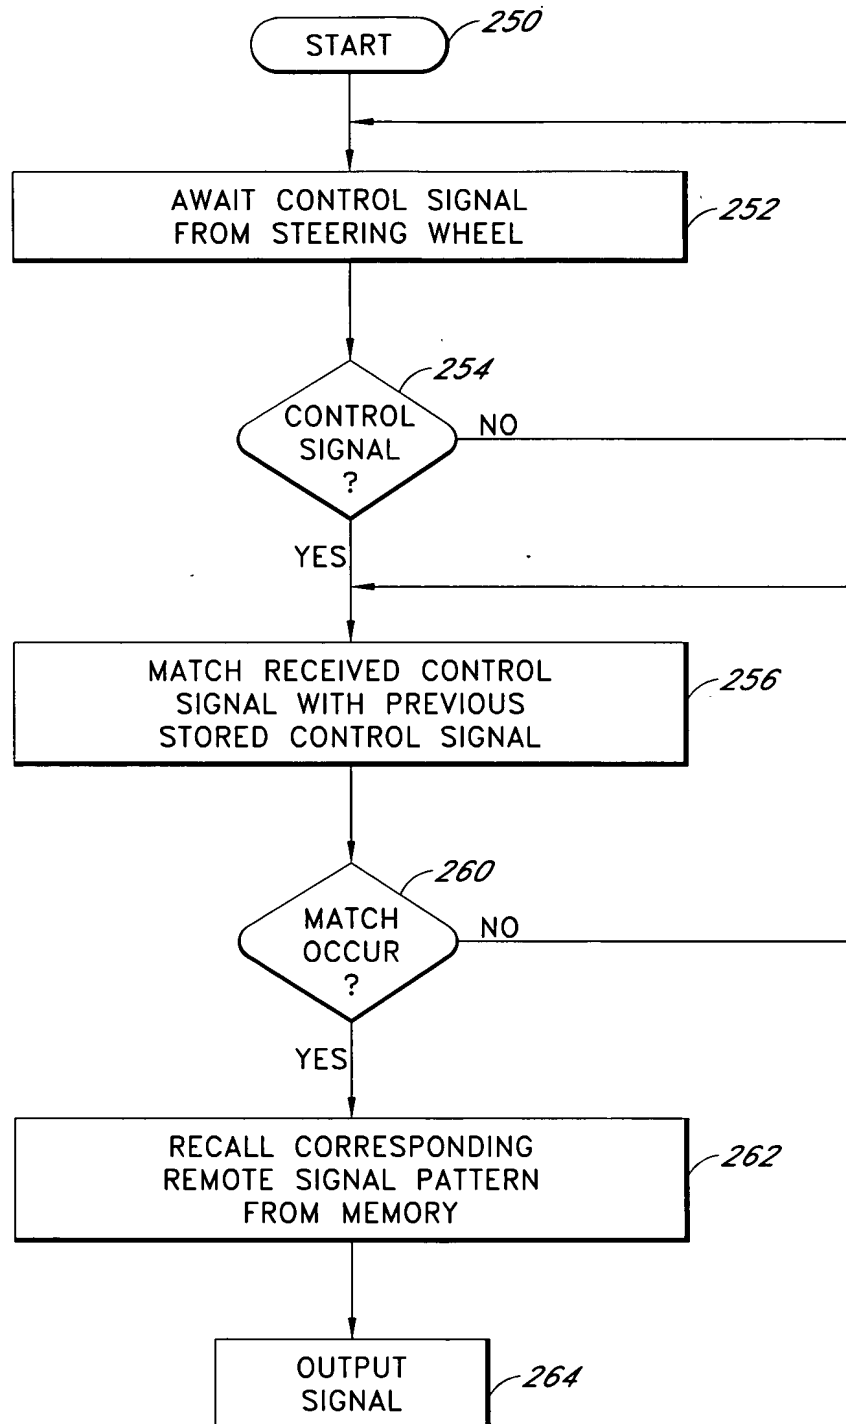 START
250
AWAIT CONTROL SIGNAL
FROM STEERING WHEEL
252
254
CONTROL
SIGNAL
?
NO
YES
MATCH RECEIVED CONTROL
SIGNAL WITH PREVIOUS
STORED CONTROL SIGNAL
256
260
MATCH
OCCUR
?
NO
YES
RECALL CORRESPONDING
REMOTE SIGNAL PATTERN
FROM MEMORY
262
OUTPUT
SIGNAL
264